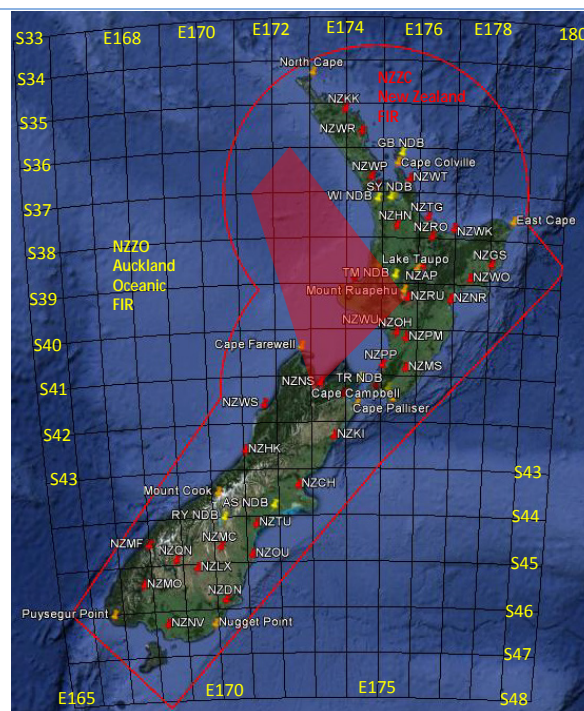 S33
E168
E170
E172
E174
E176
E178
180
S34
North Cape
NZZC
New Zealand
FIR
NZKK
S35
NZWR
GB NDB
Cape Colville
S36
NZWP
NZWT
SY NDB
WI NDB
S37
NZTG
NZHN
East Cape
NZRO
NZWK
NZZO
Auckland
Oceanic
FIR
S38
Lake Taupo
NZGS
TM NDB
NZAP
NZWO
Mount Ruapehu
NZRU
NZNR
S39
NZWU
NZOH
S40
NZPM
Cape Farewell
NZPP
NZMS
NZNS
TR NDB
S41
Cape Campbell
NZWS
Cape Palliser
S42
NZKI
NZHK
S43
S43
NZCH
Mount Cook
AS NDB
RY NDB
S44
NZTU
NZMF
NZMC
NZQN
NZOU
S45
NZLX
NZMO
NZDN
Puysegur Point
NZNV
Nugget Point
S46
S47
E165
E170
E175
S48